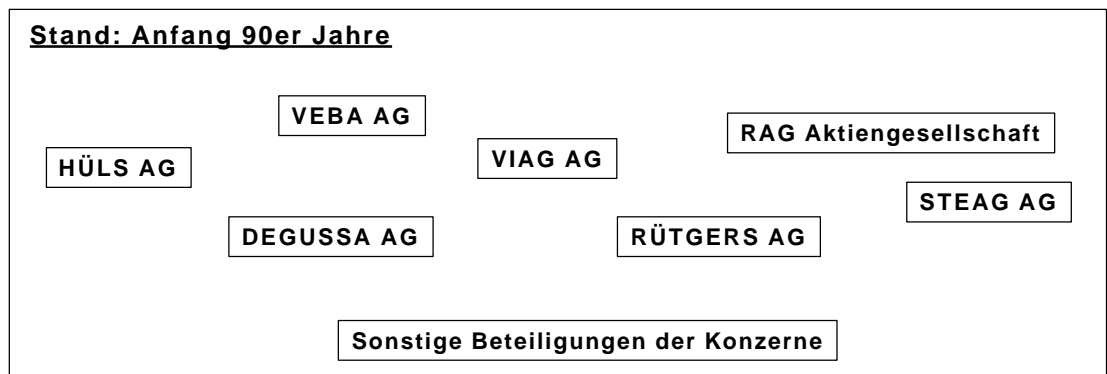 Stand: Anfang 90er Jahre
VEBA AG
RAG Aktiengesellschaft
HÜLS AG
VIAG AG
STEAG AG
DEGUSSA AG
RÜTGERS AG
Sonstige Beteiligungen der Konzerne